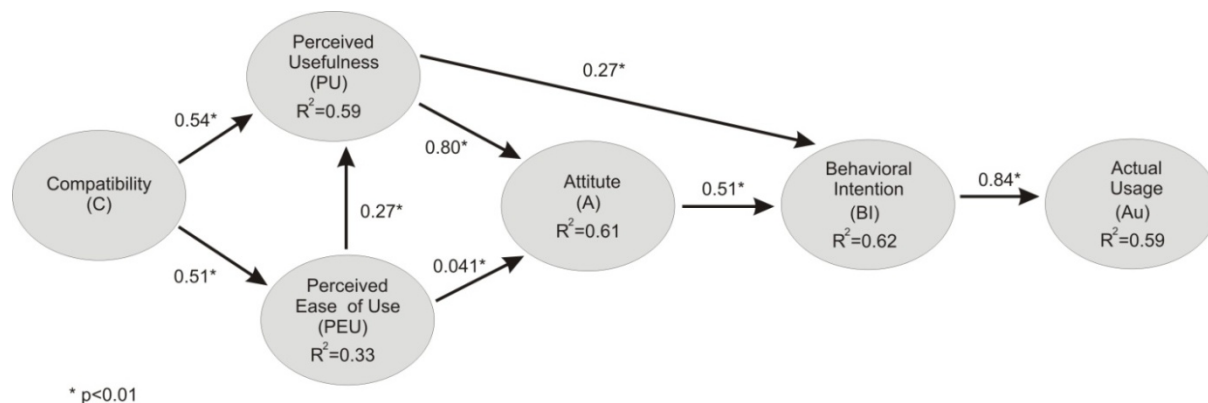 Perceived
Usefulness
(PU)
R²=0.59
0.27*
0.54*
0.80*
Compatibility
(C)
Attitute
(A)
R²=0.61
Behavioral
Intention
(BI)
R²=0.62
Actual
Usage
(Au)
R²=0.59
0.51*
0.84*
0.27*
0.51*
0.041*
Perceived
Ease of Use
(PEU)
R²=0.33
* p<0.01